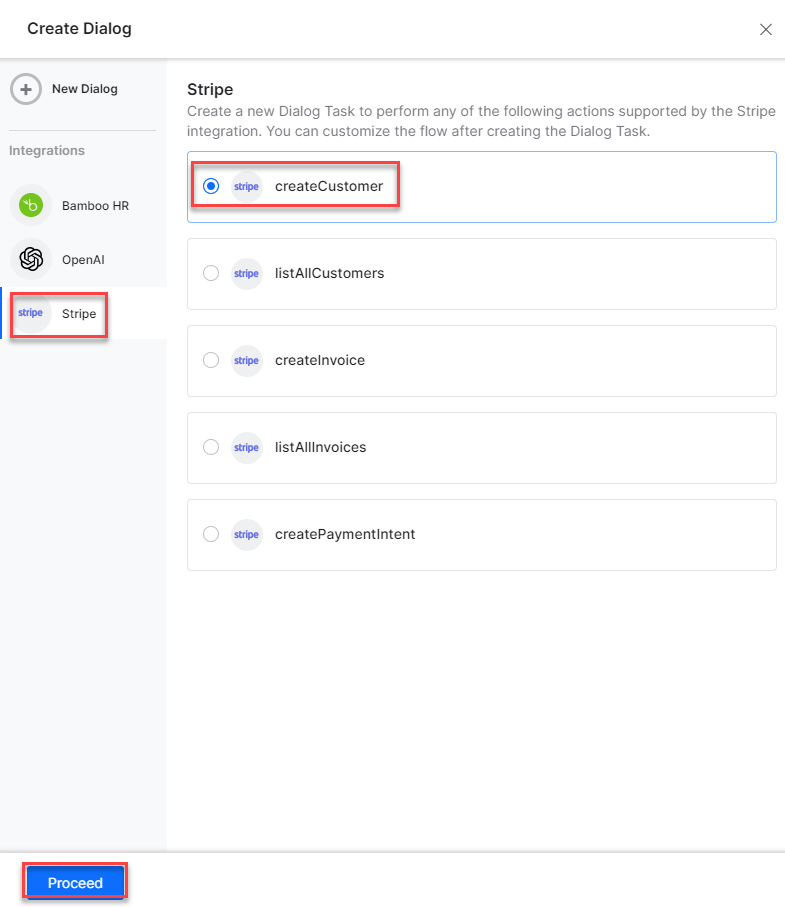 Create Dialog
New Dialog
Integrations
Bamboo HR
OpenAI
stripe Stripe
Stripe
Create a new Dialog Task to perform any of the following actions supported by the Stripe
integration. You can customize the flow after creating the Dialog Task.
stripe createCustomer
stripe listAllCustomers
stripe createInvoice
stripe listAllInvoices
stripe createPaymentIntent
Proceed